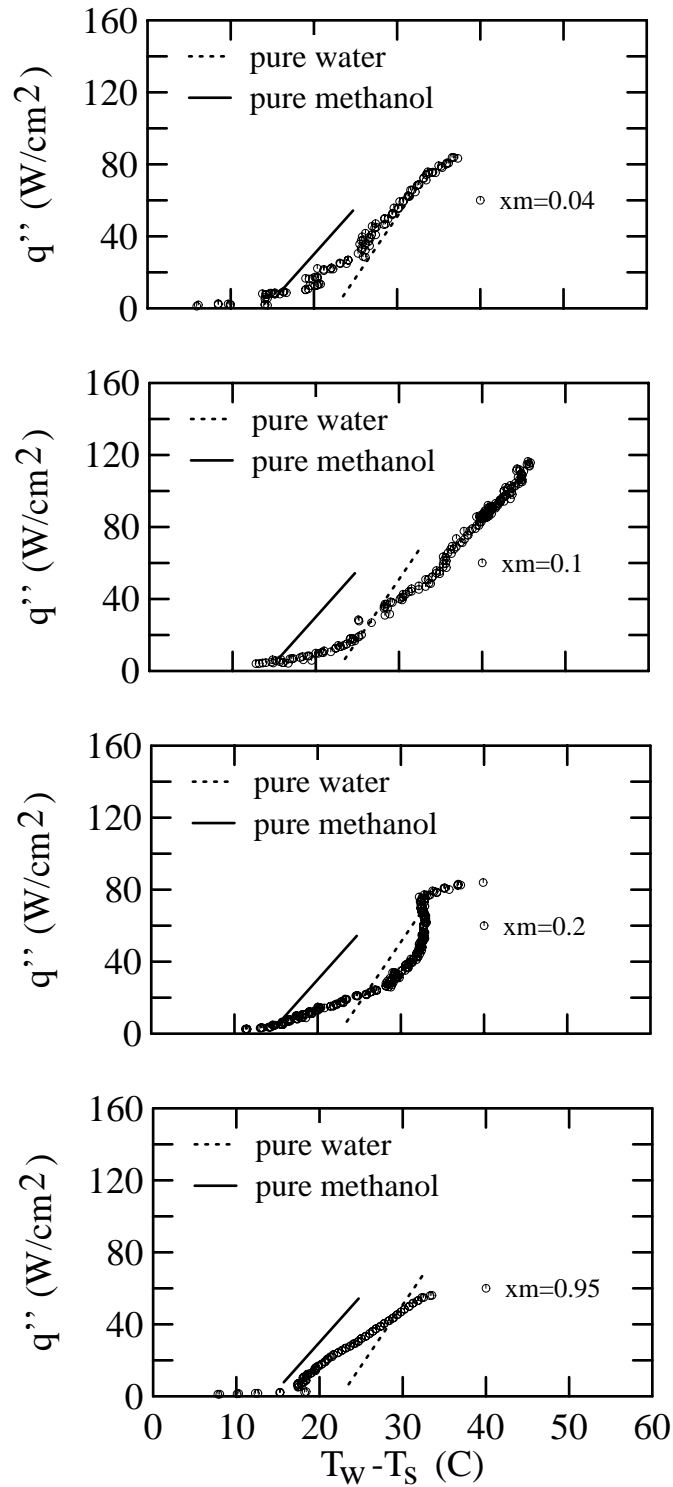 160
120
80
40
0
q’’ (W/cm2)
pure water
pure methanol
xm=0.04
160
120
80
40
0
q’’ (W/cm2)
pure water
pure methanol
xm=0.1
160
120
80
40
0
q’’ (W/cm2)
pure water
pure methanol
xm=0.2
160
120
80
40
0
q’’ (W/cm2)
pure water
pure methanol
xm=0.95
0 10 20 30 40 50 60
TW-TS (C)